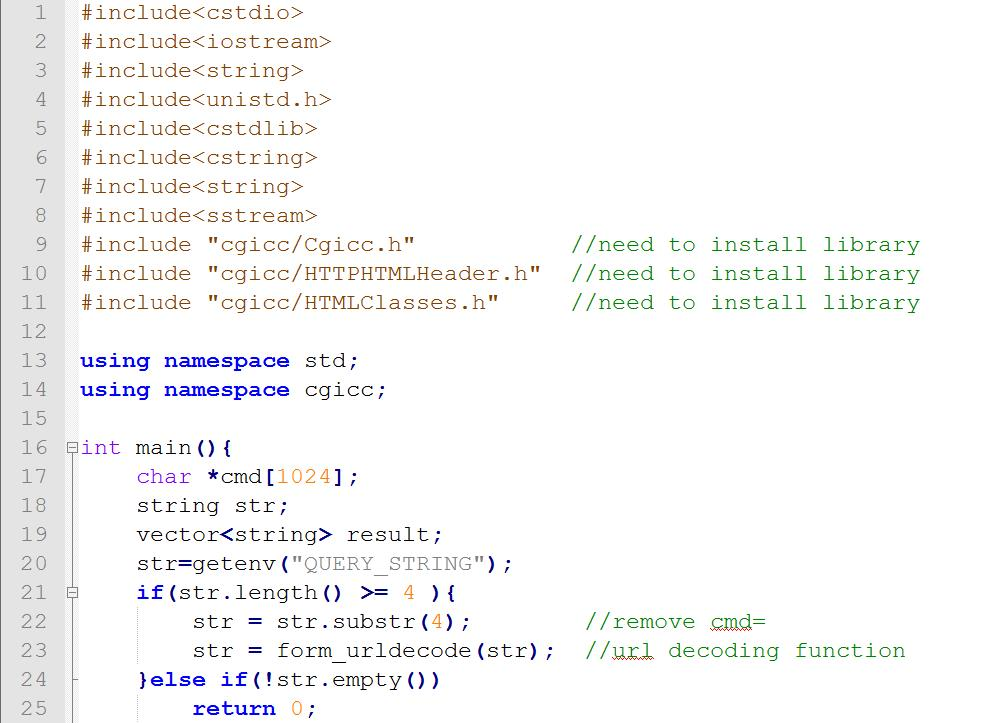 1 #include<cstdio>
2 #include<iostream>
3 #include<string>
4 #include<unistd.h>
5 #include<cstdlib>
6 #include<cstring>
7 #include<string>
8 #include<sstream>
9 #include "cgicc/Cgicc.h" //need to install library
10 #include "cgicc/HTTPHTMLHeader.h" //need to install library
11 #include "cgicc/HTMLClasses.h" //need to install library
12
13 using namespace std;
14 using namespace cgicc;
15
16 int main(){
17 char *cmd[1024];
18 string str;
19 vector<string> result;
20 str=getenv("QUERY_STRING");
21 if(str.length() >= 4 ){
22 str = str.substr(4); //remove cmd=
23 str = form_urldecode(str); //url decoding function
24 }else if(!str.empty())
25 return 0;